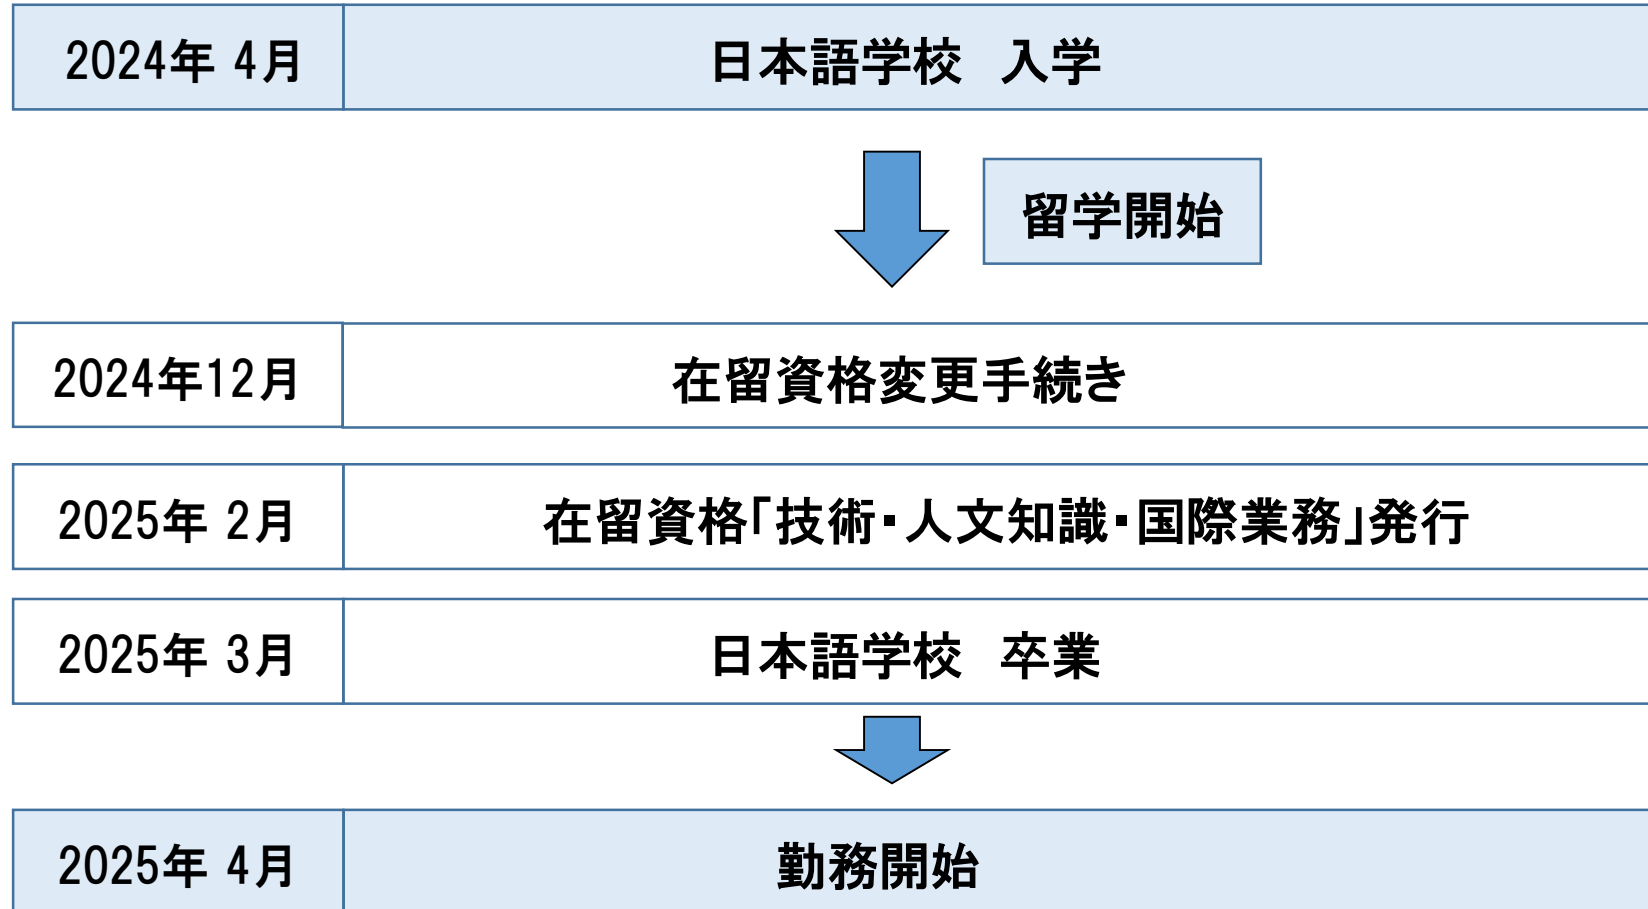 2024年 4月 日本語学校　入学
留学開始
2024年12月 在留資格変更手続き
2025年 2月 在留資格「技術・人文知識・国際業務」発行
2025年 3月 日本語学校　卒業
2025年 4月 勤務開始